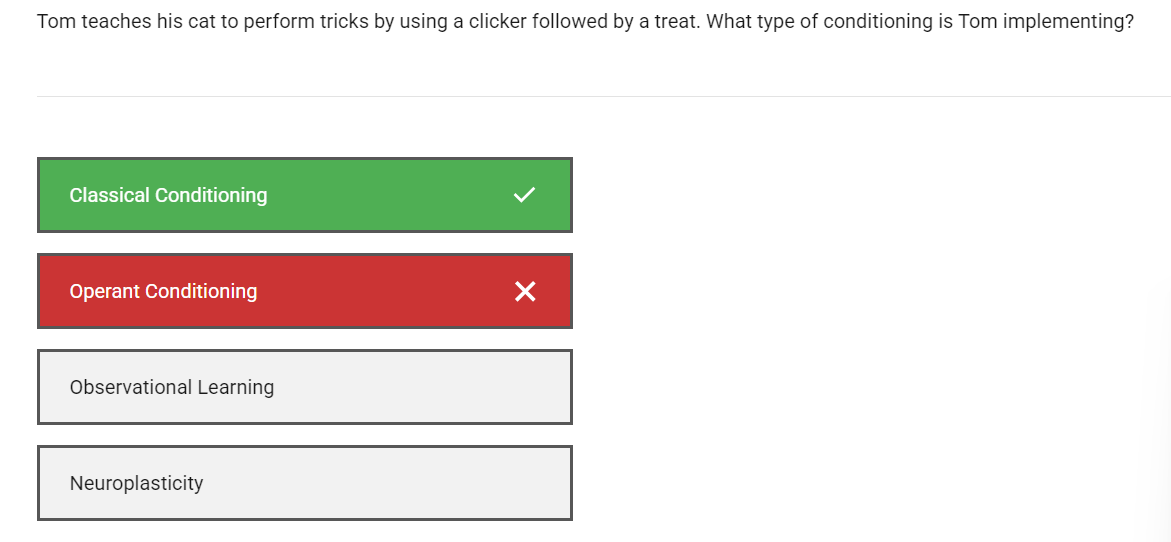 Tom teaches his cat to perform tricks by using a clicker followed by a treat. What type of conditioning is Tom implementing?
Classical Conditioning
Operant Conditioning
Observational Learning
Neuroplasticity